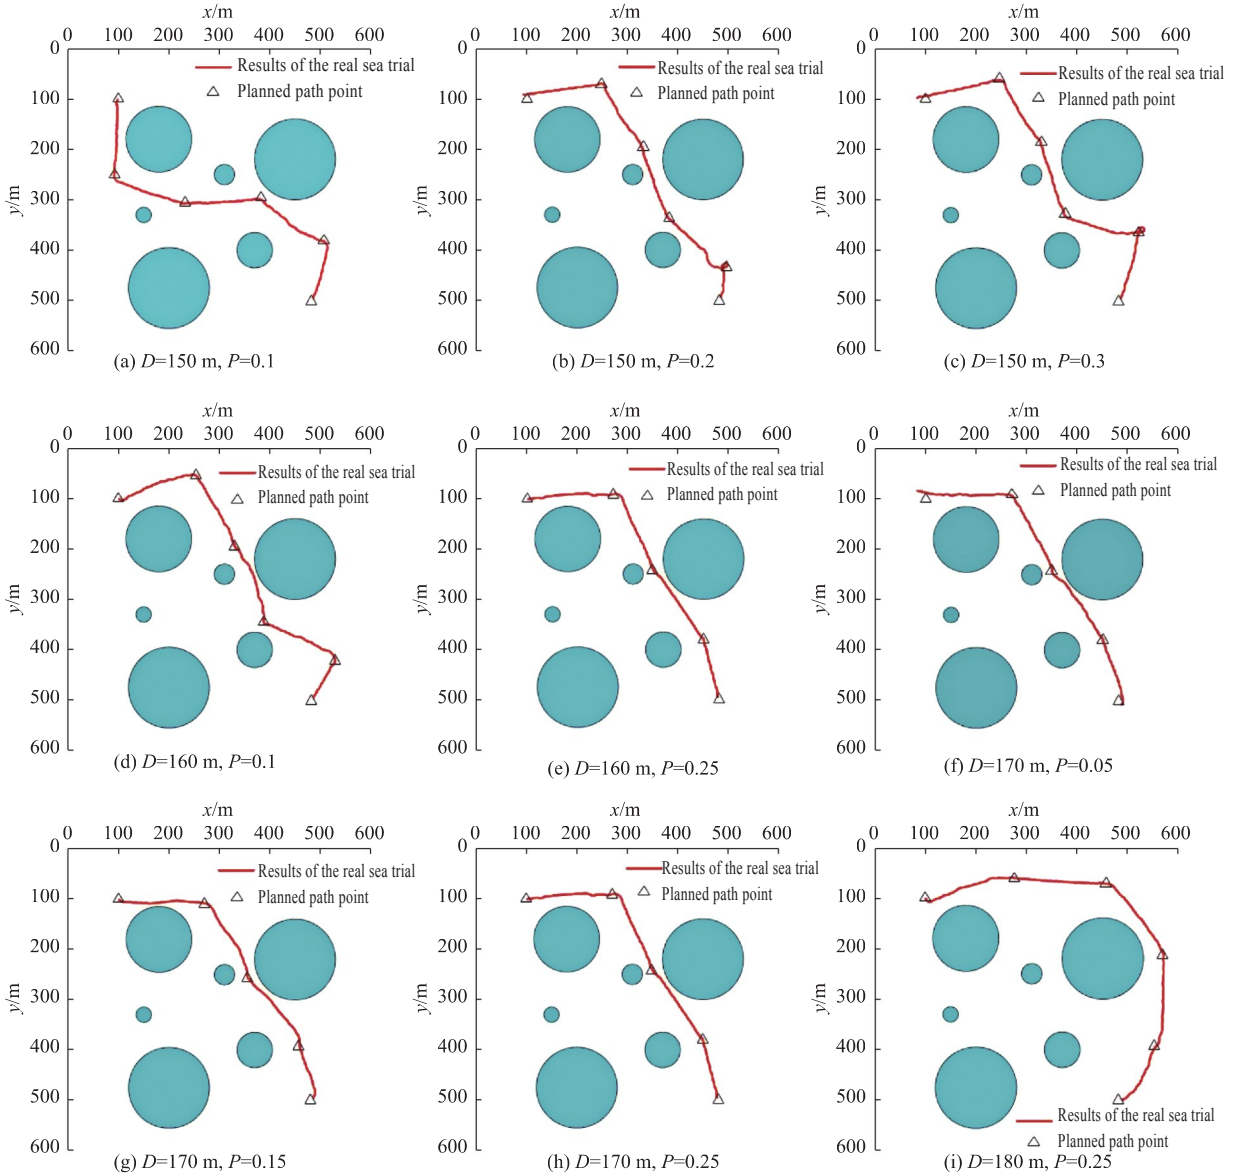 x/m
0 100 200 300 400 500 600
y/m
0
100
200
300
400
500
600
Results of the real sea trial
Planned path point
(a) D=150 m, P=0.1
x/m
0 100 200 300 400 500 600
y/m
0
100
200
300
400
500
600
Results of the real sea trial
Planned path point
(b) D=150 m, P=0.2
x/m
0 100 200 300 400 500 600
y/m
0
100
200
300
400
500
600
Results of the real sea trial
Planned path point
(c) D=150 m, P=0.3
x/m
0 100 200 300 400 500 600
y/m
0
100
200
300
400
500
600
Results of the real sea trial
Planned path point
(d) D=160 m, P=0.1
x/m
0 100 200 300 400 500 600
y/m
0
100
200
300
400
500
600
Results of the real sea trial
Planned path point
(e) D=160 m, P=0.25
x/m
0 100 200 300 400 500 600
y/m
0
100
200
300
400
500
600
Results of the real sea trial
Planned path point
(f) D=170 m, P=0.05
x/m
0 100 200 300 400 500 600
y/m
0
100
200
300
400
500
600
Results of the real sea trial
Planned path point
(g) D=170 m, P=0.15
x/m
0 100 200 300 400 500 600
y/m
0
100
200
300
400
500
600
Results of the real sea trial
Planned path point
(h) D=170 m, P=0.25
x/m
0 100 200 300 400 500 600
y/m
0
100
200
300
400
500
600
Results of the real sea trial
Planned path point
(i) D=180 m, P=0.25